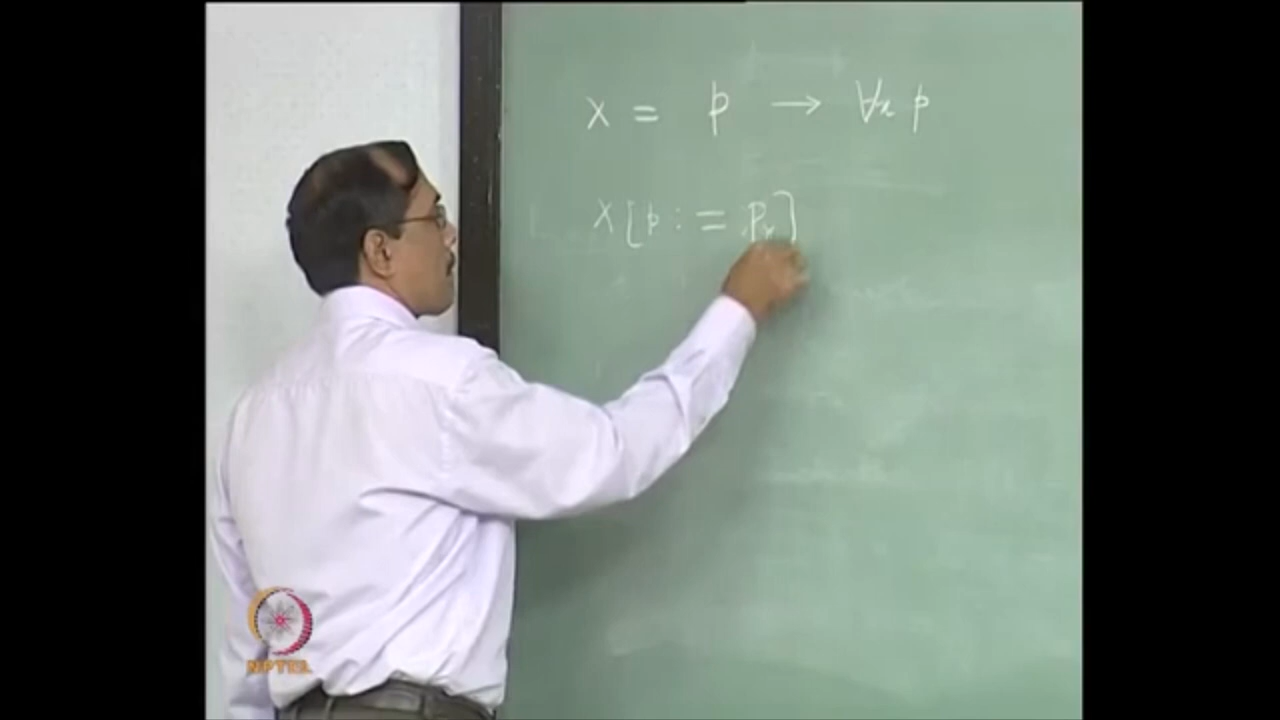 X = p → ∀x p
X[p := Px]
NPTEL